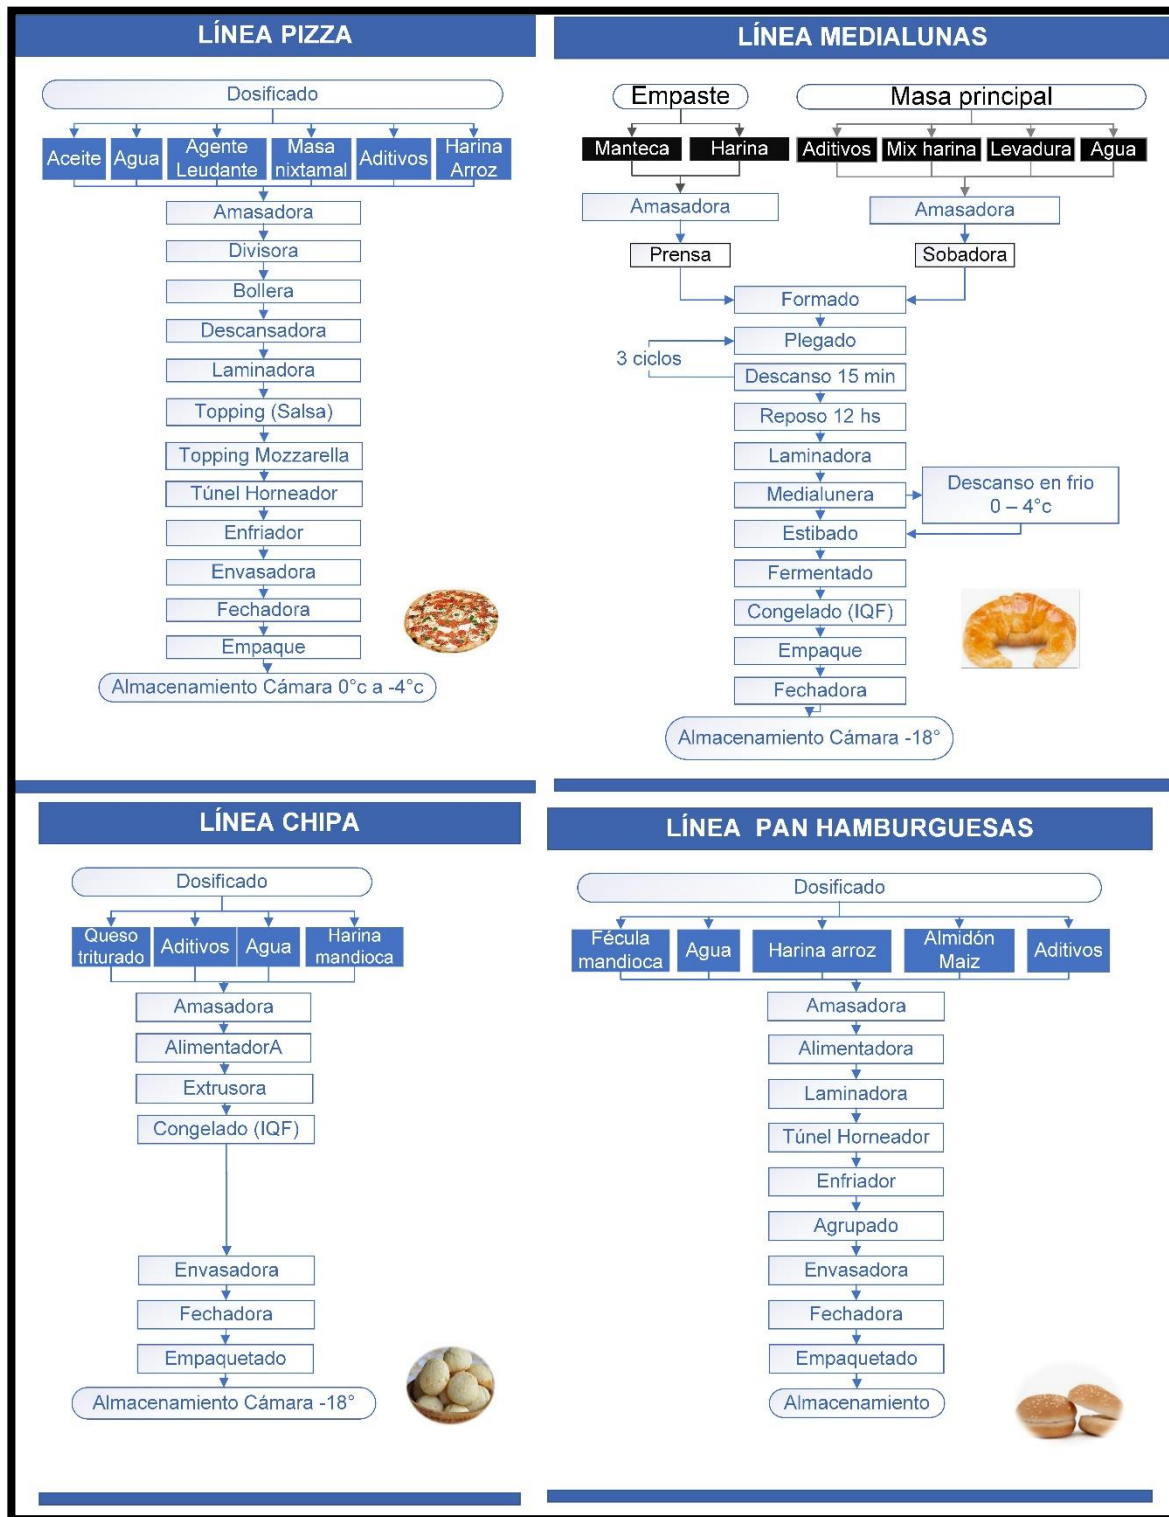 LÍNEA PIZZA
Dosificado
Aceite
Agua
Agente
Leudante
Masa
nixtamal
Aditivos
Harina
Arroz
Amasadora
Divisora
Bollera
Descansadora
Laminadora
Topping (Salsa)
Topping Mozzarella
Túnel Horneador
Enfriador
Envasadora
Fechadora
Empaque
Almacenamiento Cámara 0°c a -4°c
LÍNEA MEDIALUNAS
Empaste
Masa principal
Manteca
Harina
Aditivos
Mix harina
Levadura
Agua
Amasadora
Amasadora
Prensa
Sobadora
Formado
Plegado
3 ciclos
Descanso 15 min
Reposo 12 hs
Laminadora
Medialunera
Descanso en frio
0 – 4°c
Estibado
Fermentado
Congelado (IQF)
Empaque
Fechadora
Almacenamiento Cámara -18°
LÍNEA CHIPA
Dosificado
Queso
triturado
Aditivos
Agua
Harina
mandioca
Amasadora
AlimentadorA
Extrusora
Congelado (IQF)
Envasadora
Fechadora
Empaquetado
Almacenamiento Cámara -18°
LÍNEA PAN HAMBURGUESAS
Dosificado
Fécula
mandioca
Agua
Harina arroz
Almidón
Maiz
Aditivos
Amasadora
Alimentadora
Laminadora
Túnel Horneador
Enfriador
Agrupado
Envasadora
Fechadora
Empaquetado
Almacenamiento